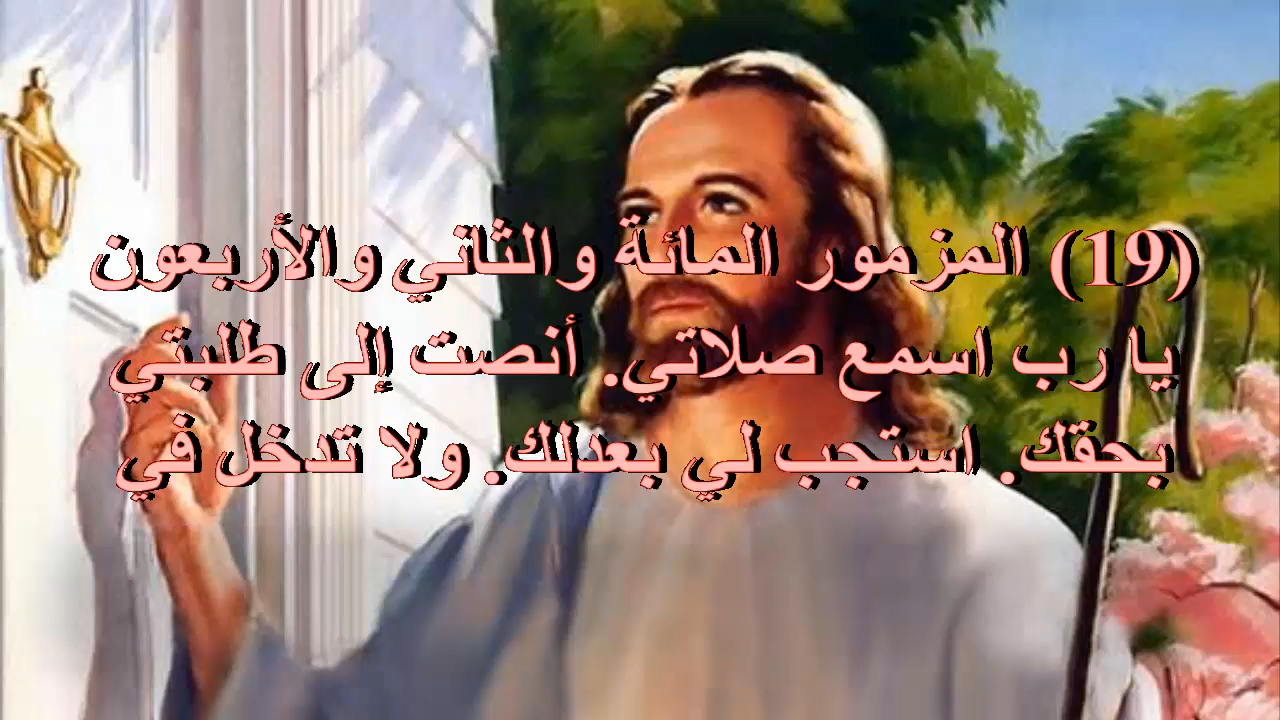 (19) المزمور المائة والثاني والأربعون
يا رب اسمع صلاتي. أنصت إلى طلبتي
بحقك. استجب لي بعدلك. ولا تدخل في